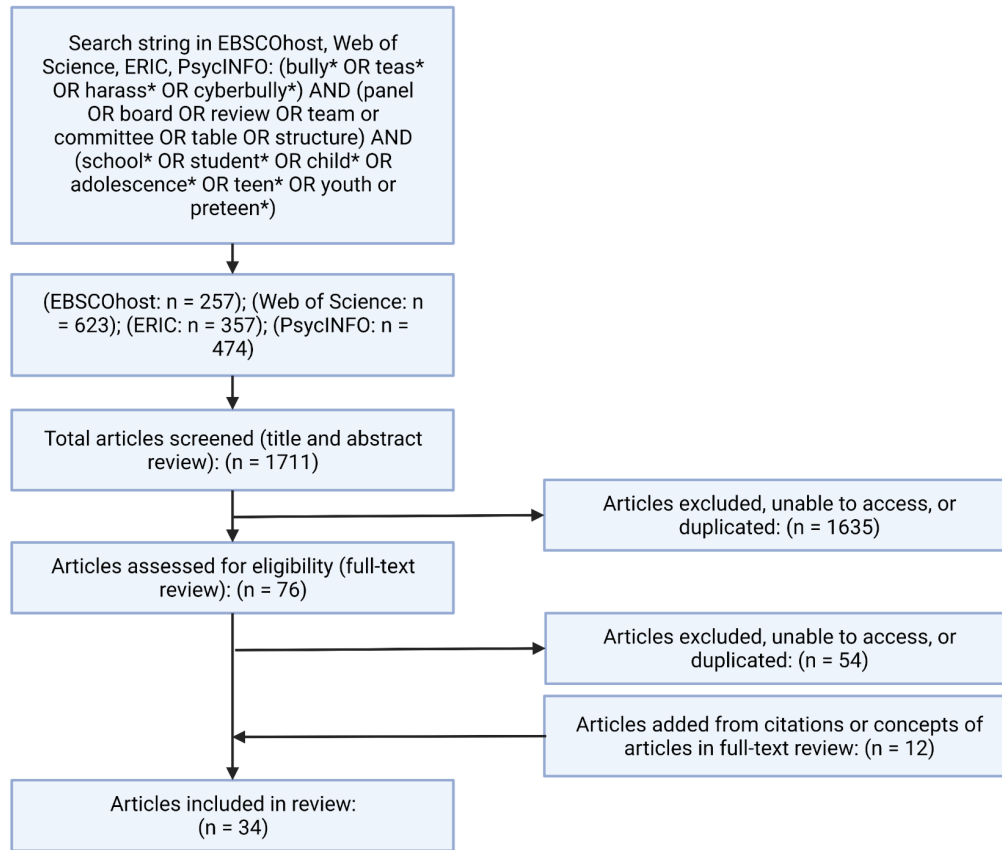 Search string in EBSCOhost, Web of
Science, ERIC, PsycINFO: (bully* OR teas*
OR harass* OR cyberbully*) AND (panel
OR board OR review OR team or
committee OR table OR structure) AND
(school* OR student* OR child* OR
adolescence* OR teen* OR youth or
preteen*)
(EBSCOhost: n = 257); (Web of Science: n
= 623); (ERIC: n = 357); (PsycINFO: n =
474)
Total articles screened (title and abstract
review): (n = 1711)
Articles excluded, unable to access, or
duplicated: (n = 1635)
Articles assessed for eligibility (full-text
review): (n = 76)
Articles excluded, unable to access, or
duplicated: (n = 54)
Articles added from citations or concepts of
articles in full-text review: (n = 12)
Articles included in review:
(n = 34)